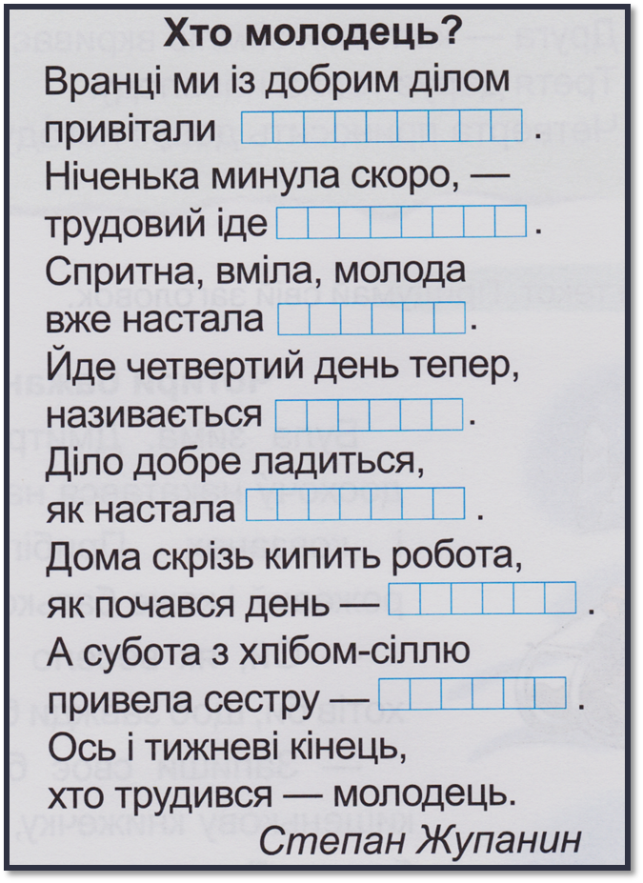 Хто молодець?
Вранці ми із добрим ділом
привітали .
Ніченька минула скоро, —
трудовий іде .
Спритна, вміла, молода
вже настала .
Йде четвертий день тепер,
називається .
Діло добре ладиться,
як настала .
Дома скрізь кипить робота,
як почався день — .
А субота з хлібом-сіллю
привела сестру — .
Ось і тижневі кінець,
хто трудився — молодець.
Степан Жупанин